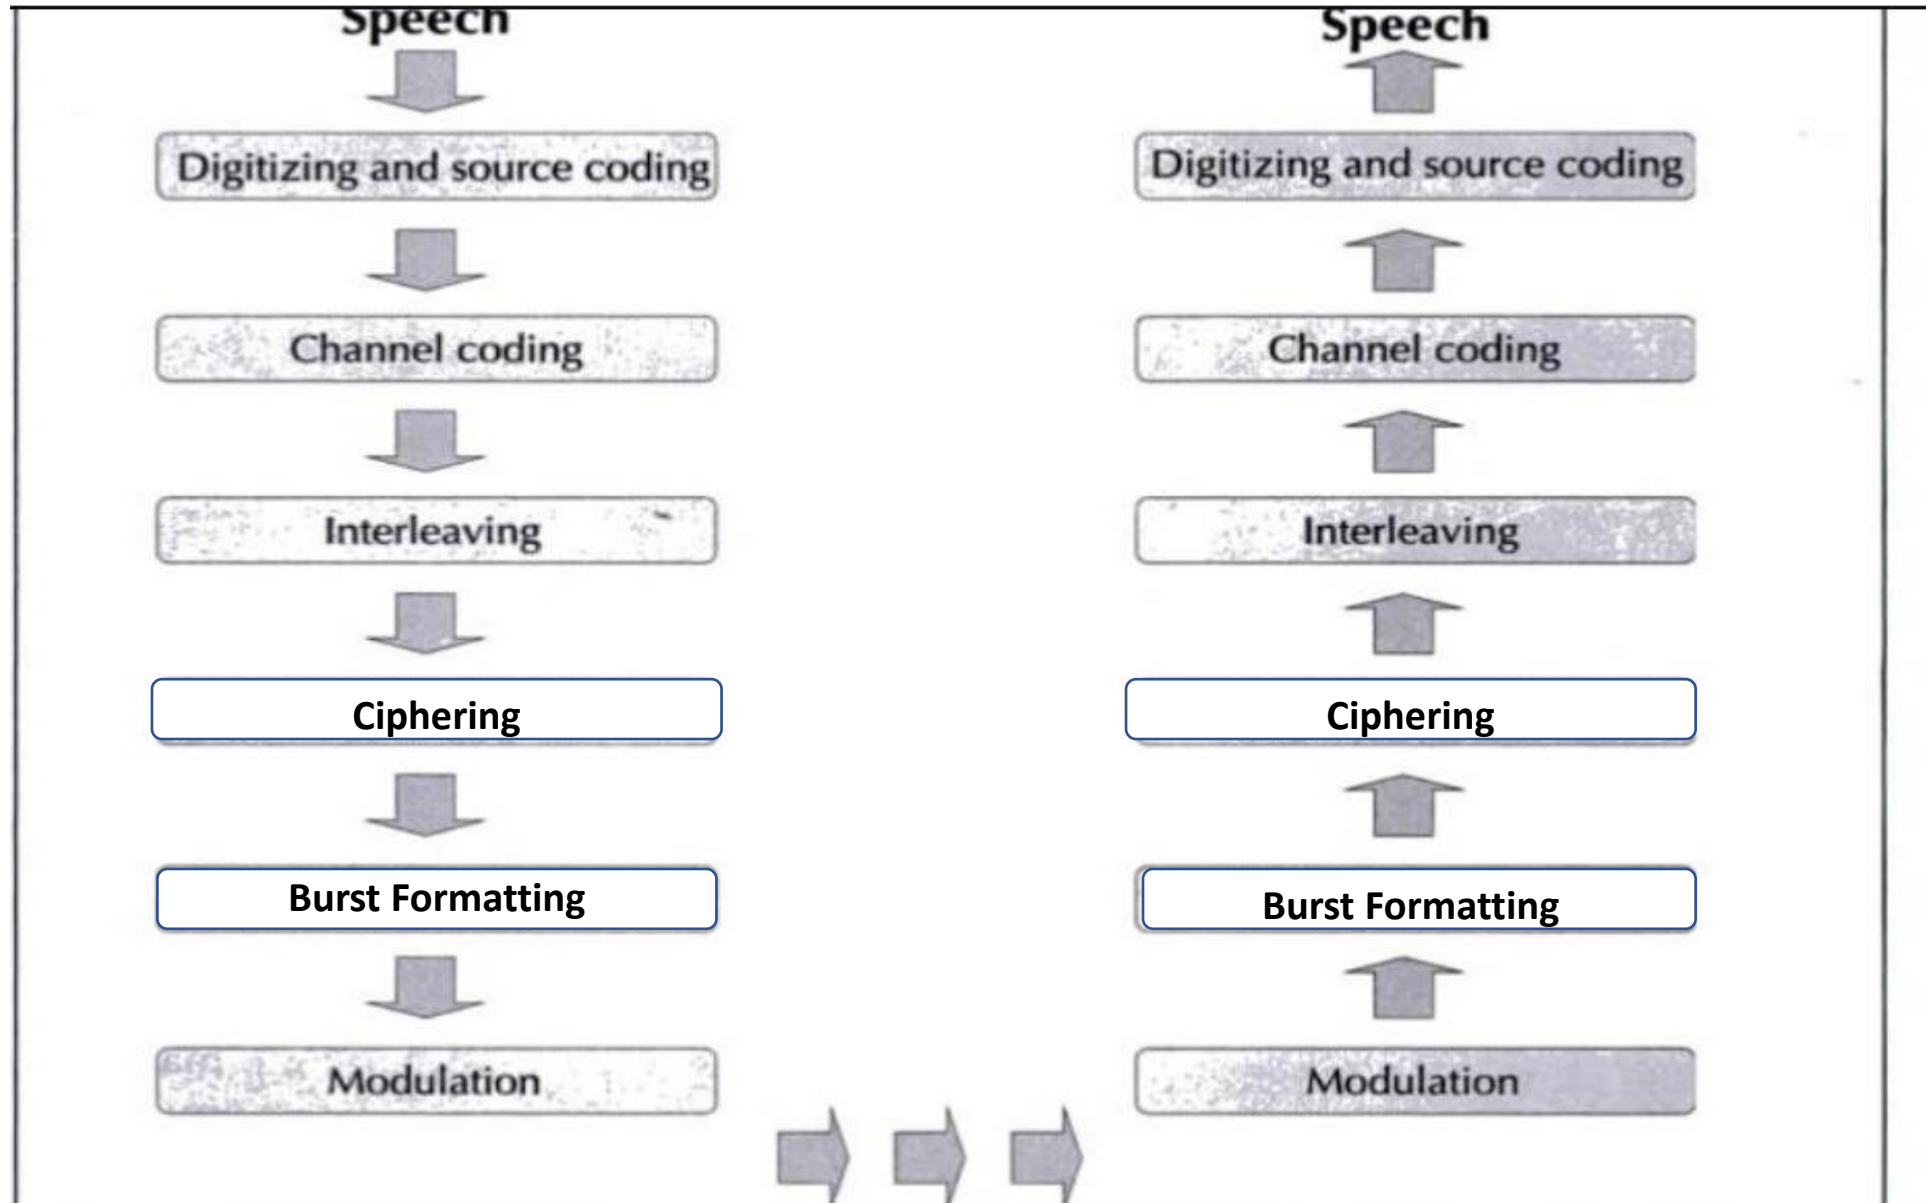 Speech
Digitizing and source coding
Channel coding
Interleaving
Ciphering
Burst Formatting
Modulation
Speech
Digitizing and source coding
Channel coding
Interleaving
Ciphering
Burst Formatting
Modulation